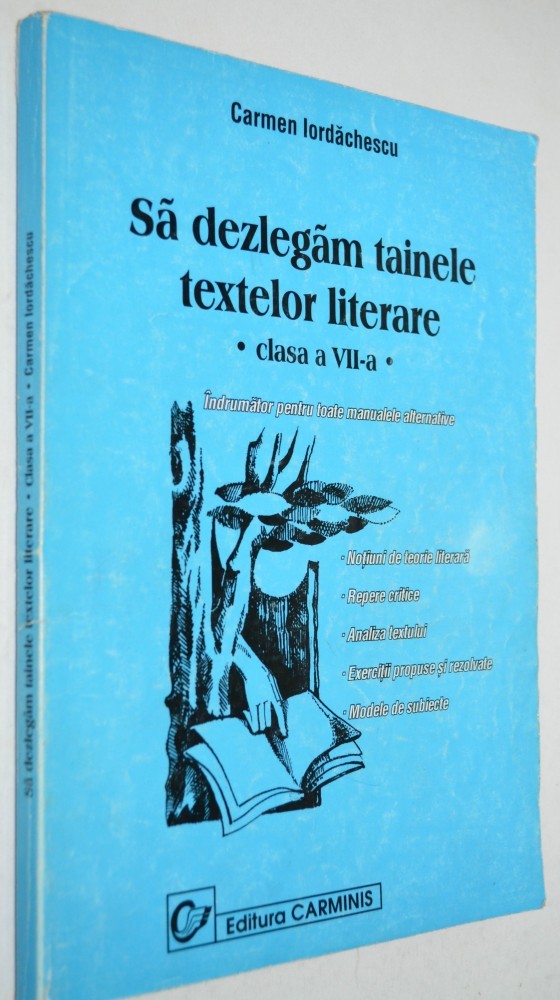 Carmen Iordăchescu
Să dezlegăm tainele
textelor literare
• clasa a VII-a •
Îndrumător pentru toate manualele alternative
· Noțiuni de teorie literară
· Repere critice
· Analiza textului
· Exerciții propuse și rezolvate
· Modele de subiecte
Editura CARMINIS
Să dezlegăm tainele textelor literare • Clasa a VII-a • Carmen Iordăchescu